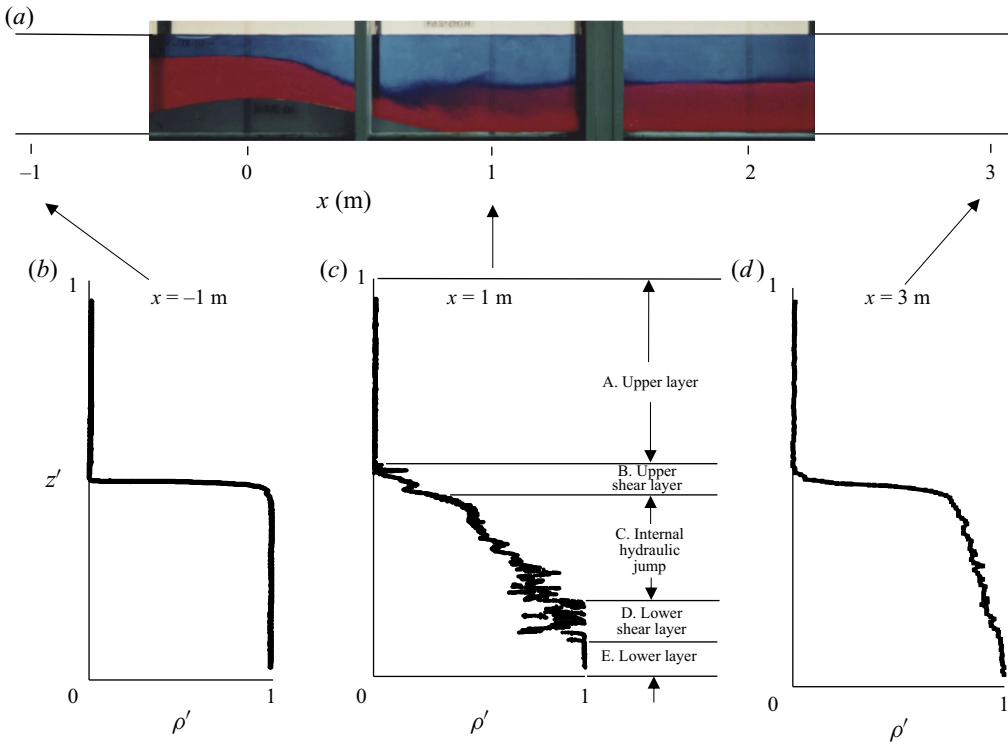 (a)
–1
0
1
2
3
x (m)
(b)
(c)
(d)
1
x = –1 m
1
x = 1 m
1
x = 3 m
A. Upper layer
z′
B. Upper
shear layer
C. Internal
hydraulic
jump
D. Lower
shear layer
E. Lower layer
0
1
0
1
0
1
ρ′
ρ′
ρ′